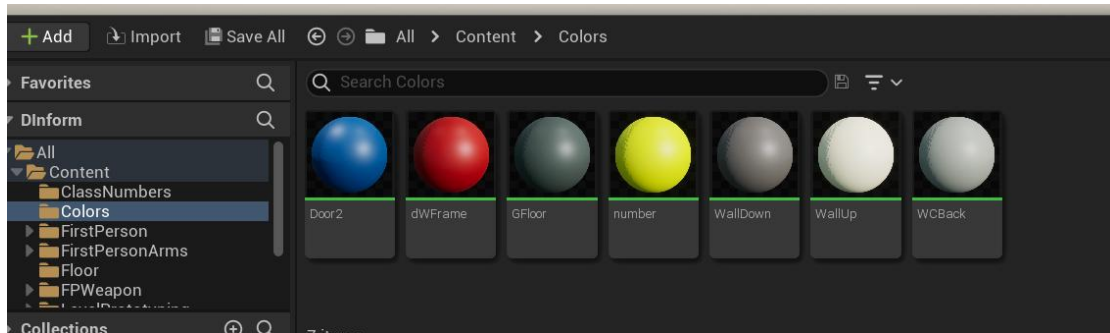 + Add Import Save All All > Content > Colors
Favorites
Search Colors
DInform
All
Content
ClassNumbers
Colors
FirstPerson
FirstPersonArms
Floor
FPWeapon
Collections
Door2 dWFrame GFloor number WallDown WallUp WCBack